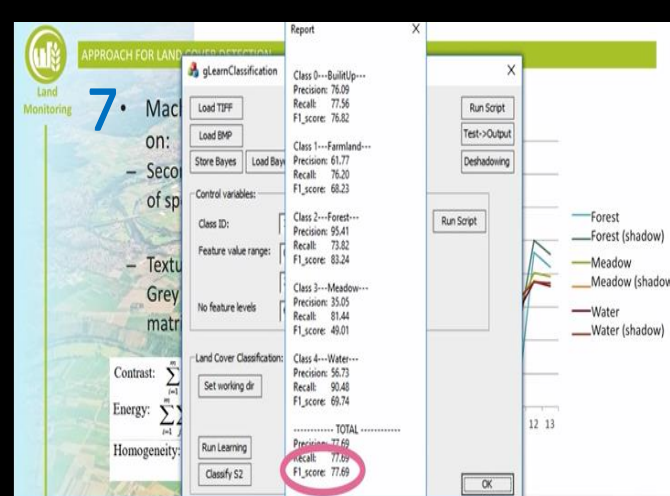 APPROACH FOR LAND COVER DETECTION
Land
Monitoring
7
• Mach
on:
– Secon
of sp
– Textu
Grey
matr
Contrast:
Energy:
Homogeneity:
gLearnClassification
X
Load TIFF
Load BMP
Store Bayes
Load Baye
Control variables:
Class ID:
Feature value range:
No feature levels
Land Cover Classification:
Set working dir
Run Learning
Classify S2
Run Script
Test->Output
Deshadowing
Run Script
OK
Report
X
Class 0---BuilitUp---
Precision: 76.09
Recall: 77.56
F1_score: 76.82
Class 1---Farmland---
Precision: 61.77
Recall: 76.20
F1_score: 68.23
Class 2---Forest---
Precision: 95.41
Recall: 73.82
F1_score: 83.24
Class 3---Meadow---
Precision: 35.05
Recall: 81.44
F1_score: 49.01
Class 4---Water---
Precision: 56.73
Recall: 90.48
F1_score: 69.74
------------ TOTAL ------------
Precision: 77.69
Recall: 77.69
F1_score: 77.69
Forest
Forest (shadow)
Meadow
Meadow (shadow
Water
Water (shadow)
12 13